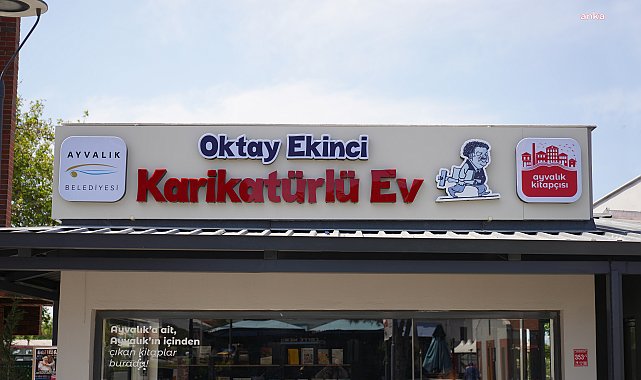 anka
AYVALIK
BELEDİYESİ
Oktay Ekinci
Karikatürlü Ev
ayvalık
kitapçısı
Ayvalık'a ait,
Ayvalık'ın içinden
çıkan kitaplar
burada!